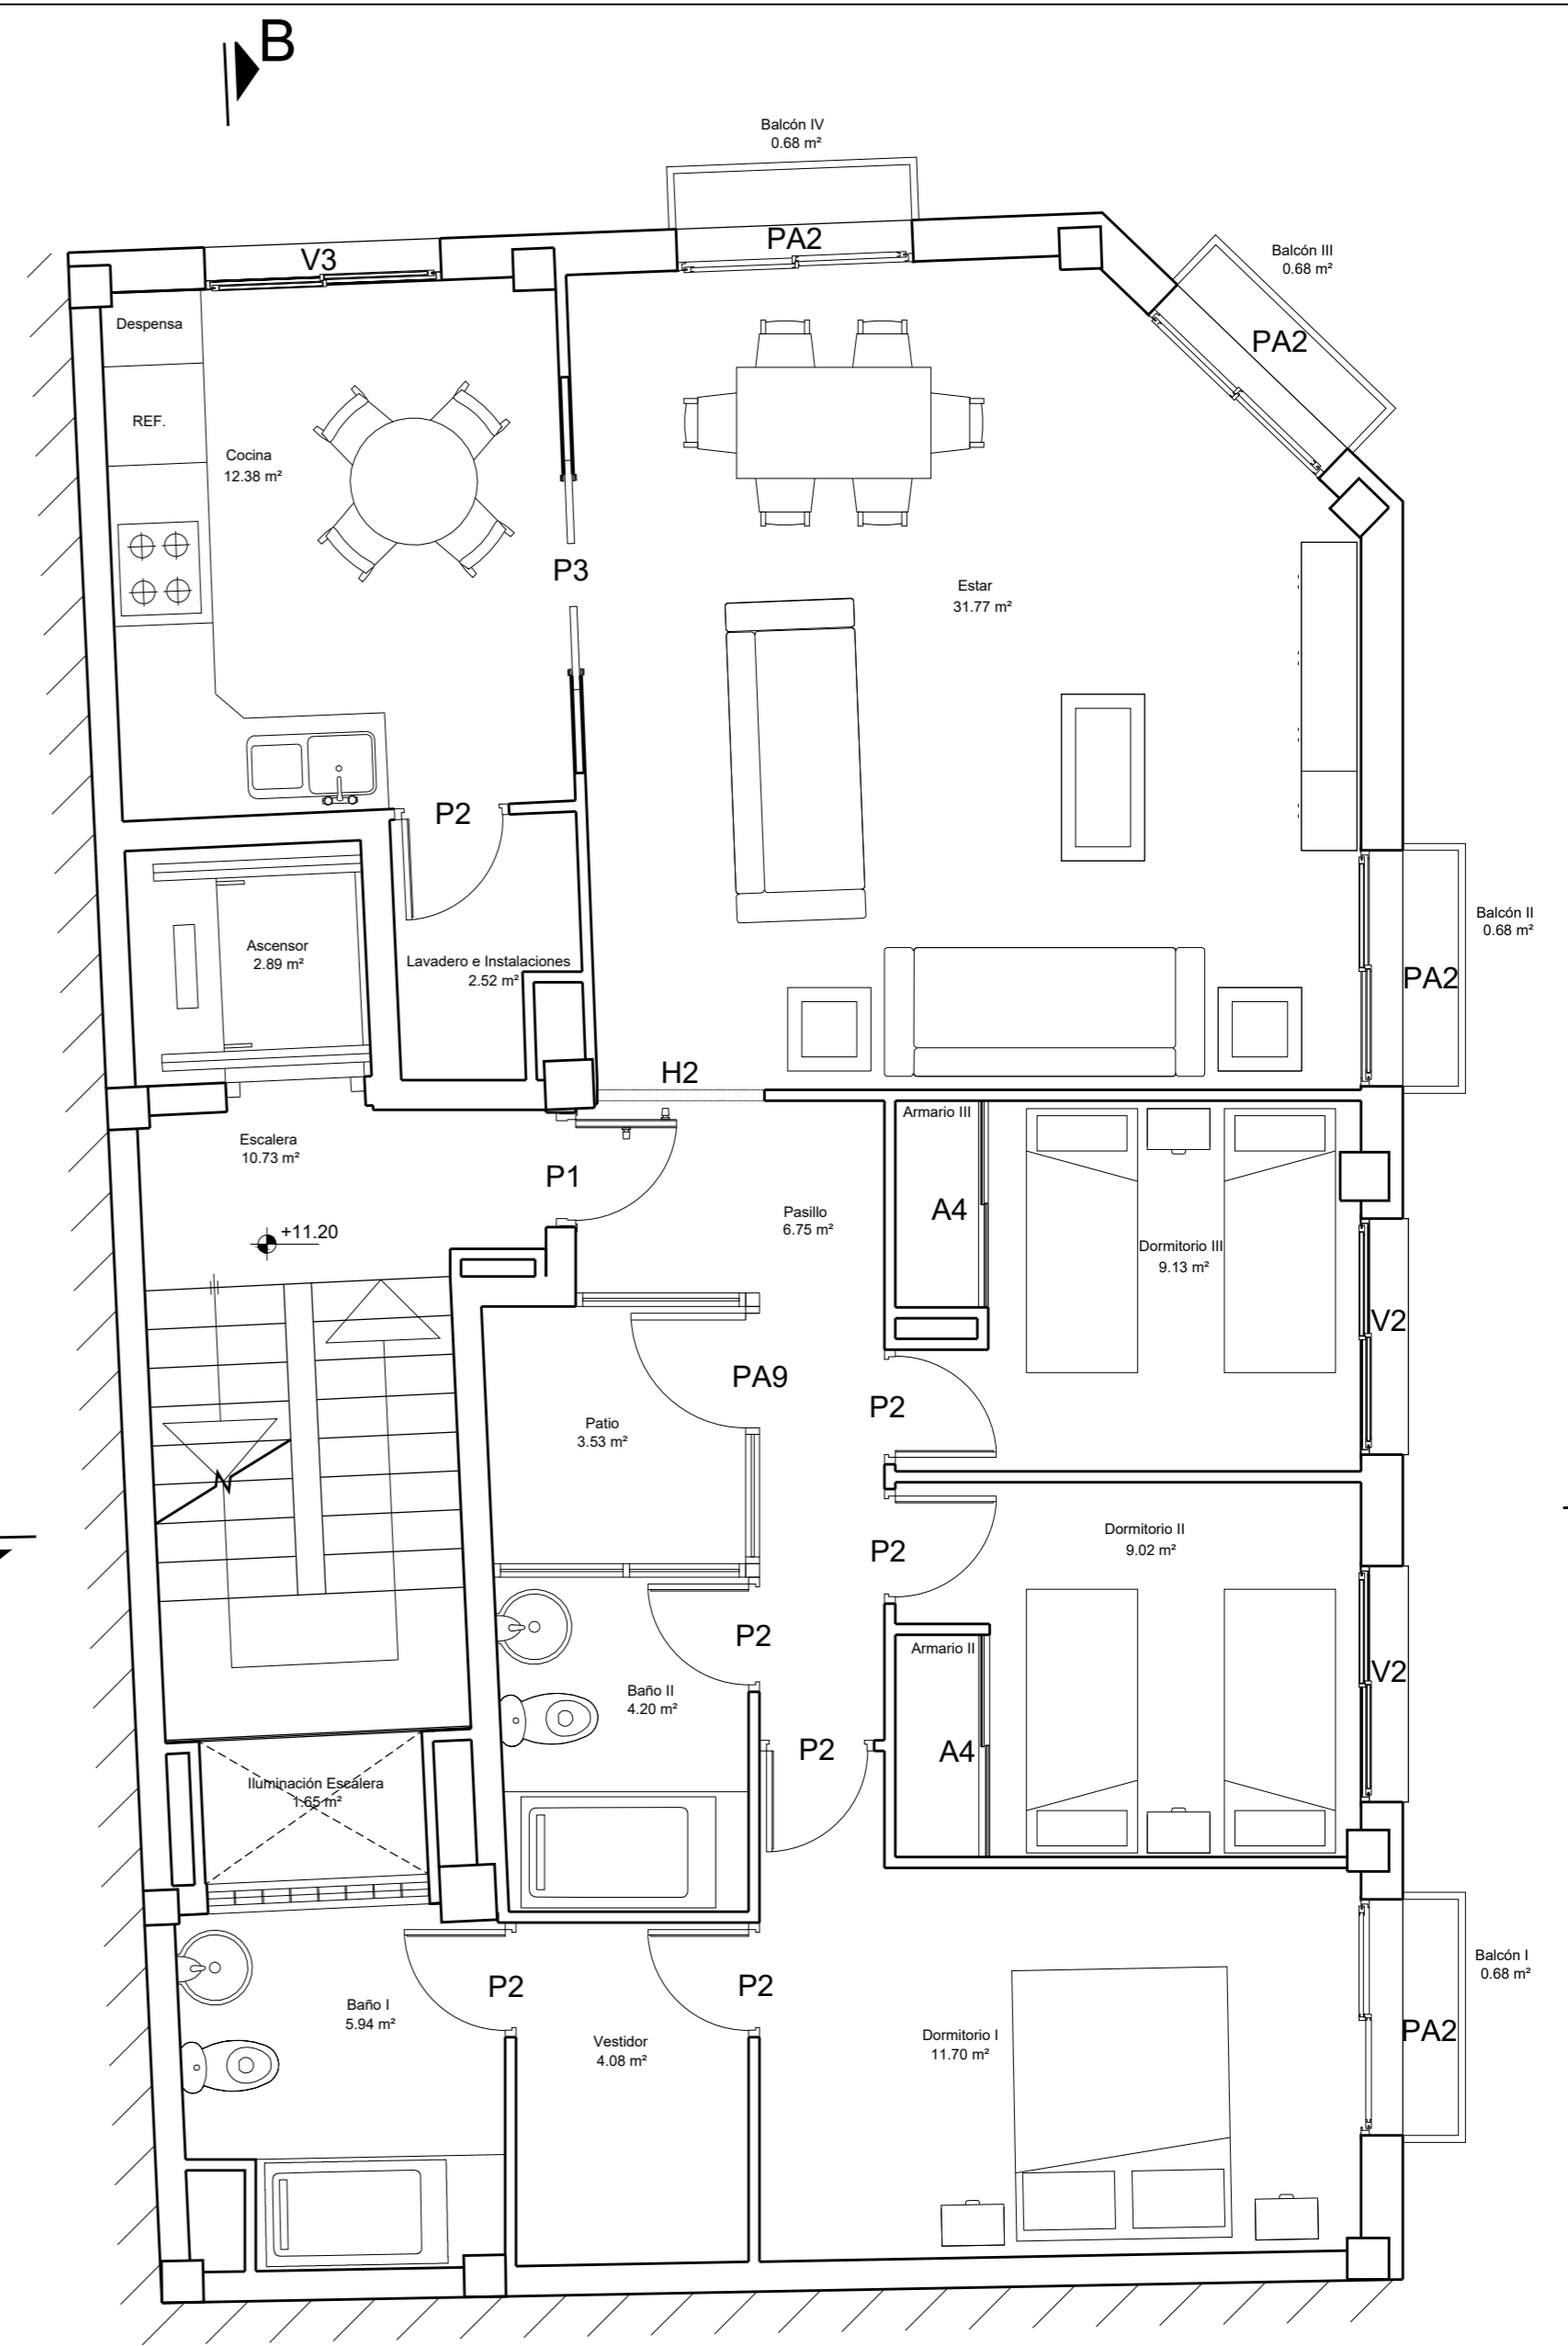 B
Balcón IV
0.68 m²
PA2
V3
Balcón III
0.68 m²
PA2
Despensa
REF.
Cocina
12.38 m²
P3
Estar
31.77 m²
P2
Balcón II
0.68 m²
PA2
Ascensor
2.89 m²
Lavadero e Instalaciones
2.52 m²
H2
Armario III
Escalera
10.73 m²
P1
A4
Pasillo
6.75 m²
+11.20
Dormitorio III
9.13 m²
V2
PA9
P2
Patio
3.53 m²
Dormitorio II
9.02 m²
P2
P2
Armario II
V2
Baño II
4.20 m²
P2
A4
Iluminación Escalera
1.65 m²
Balcón I
0.68 m²
P2
P2
Baño I
5.94 m²
Vestidor
4.08 m²
Dormitorio I
11.70 m²
PA2